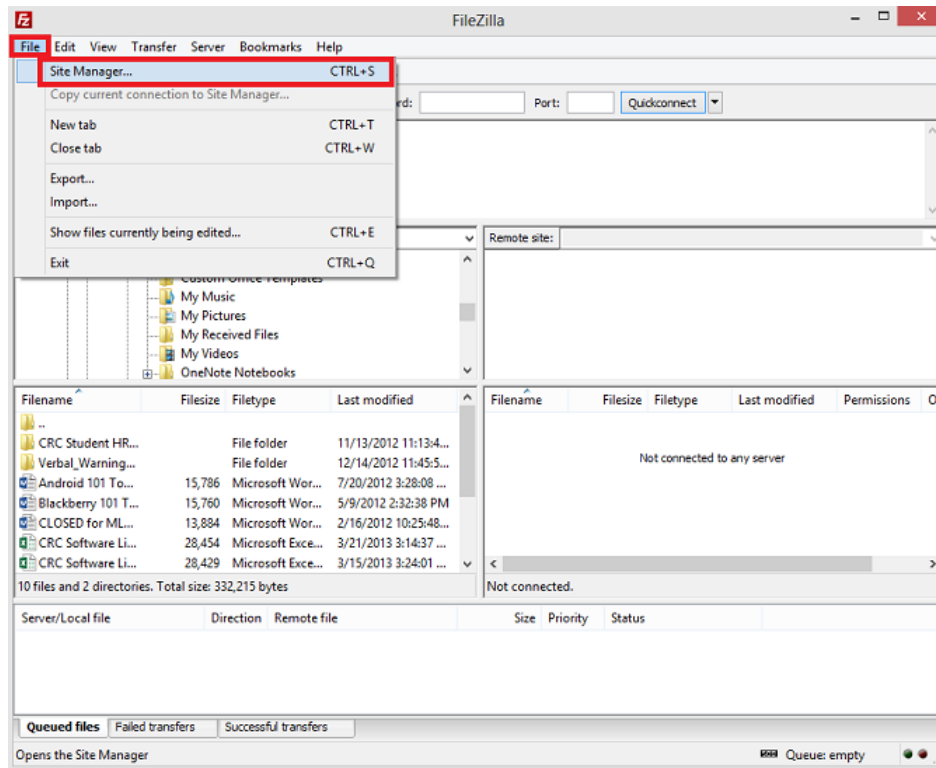 FileZilla
File Edit View Transfer Server Bookmarks Help
Site Manager... CTRL+S
Copy current connection to Site Manager...
rd: Port: Quickconnect
New tab CTRL+T
Close tab CTRL+W
Export...
Import...
Show files currently being edited... CTRL+E
Exit CTRL+Q
Remote site:
Custom Office Templates
My Music
My Pictures
My Received Files
My Videos
OneNote Notebooks
Filename Filesize Filetype Last modified
..
CRC Student HR... File folder 11/13/2012 11:13:4...
Verbal_Warning... File folder 12/14/2012 11:45:5...
Android 101 To... 15,786 Microsoft Wor... 7/20/2012 3:28:08 ...
Blackberry 101 T... 15,760 Microsoft Wor... 5/9/2012 2:32:38 PM
CLOSED for ML... 13,884 Microsoft Wor... 2/16/2012 10:25:48...
CRC Software Li... 28,454 Microsoft Exce... 3/21/2013 3:14:37 ...
CRC Software Li... 28,429 Microsoft Exce... 3/15/2013 3:24:01 ...
10 files and 2 directories. Total size: 332,215 bytes
Filename Filesize Filetype Last modified Permissions O
Not connected to any server
Not connected.
Server/Local file Direction Remote file Size Priority Status
Queued files Failed transfers Successful transfers
Opens the Site Manager Queue: empty